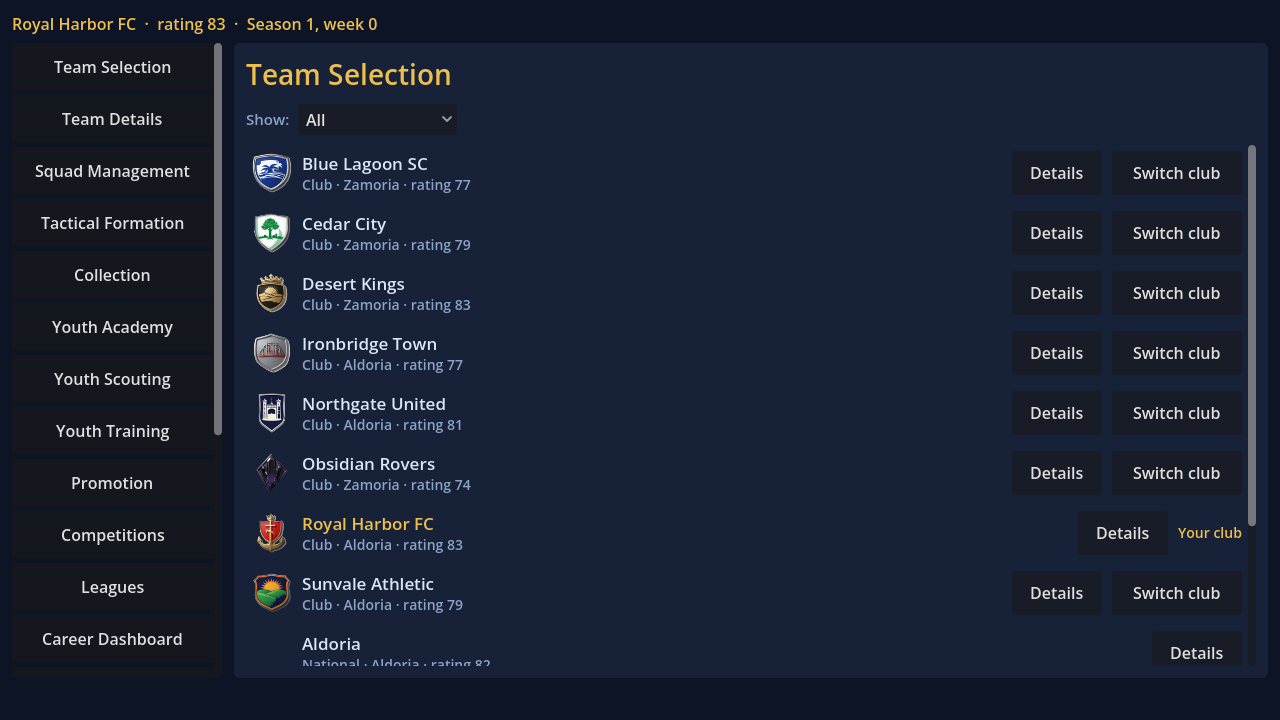 Royal Harbor FC · rating 83 · Season 1, week 0
Team Selection
Team Details
Squad Management
Tactical Formation
Collection
Youth Academy
Youth Scouting
Youth Training
Promotion
Competitions
Leagues
Career Dashboard
Team Selection
Show: All
Blue Lagoon SC
Club · Zamoria · rating 77
Details Switch club
Cedar City
Club · Zamoria · rating 79
Details Switch club
Desert Kings
Club · Zamoria · rating 83
Details Switch club
Ironbridge Town
Club · Aldoria · rating 77
Details Switch club
Northgate United
Club · Aldoria · rating 81
Details Switch club
Obsidian Rovers
Club · Zamoria · rating 74
Details Switch club
Royal Harbor FC
Club · Aldoria · rating 83
Details Your club
Sunvale Athletic
Club · Aldoria · rating 79
Details Switch club
Aldoria
National · Aldoria · rating 82
Details